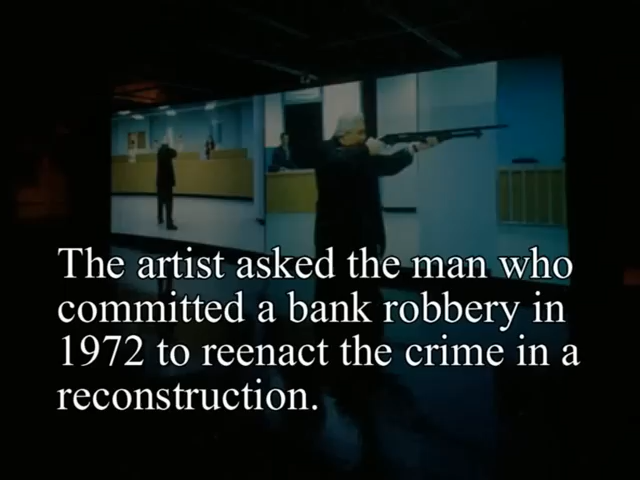 The artist asked the man who
committed a bank robbery in
1972 to reenact the crime in a
reconstruction.